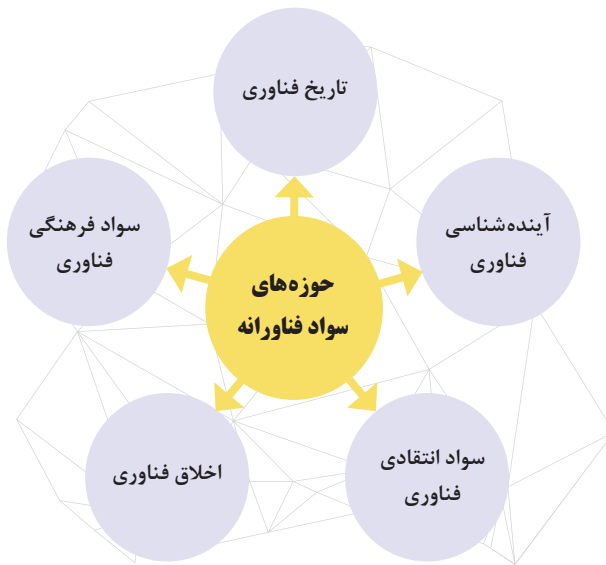 تاریخ فناوری
آینده‌شناسی
فناوری
سواد فرهنگی
فناوری
حوزه‌های
سواد فناورانه
سواد انتقادی
فناوری
اخلاق فناوری